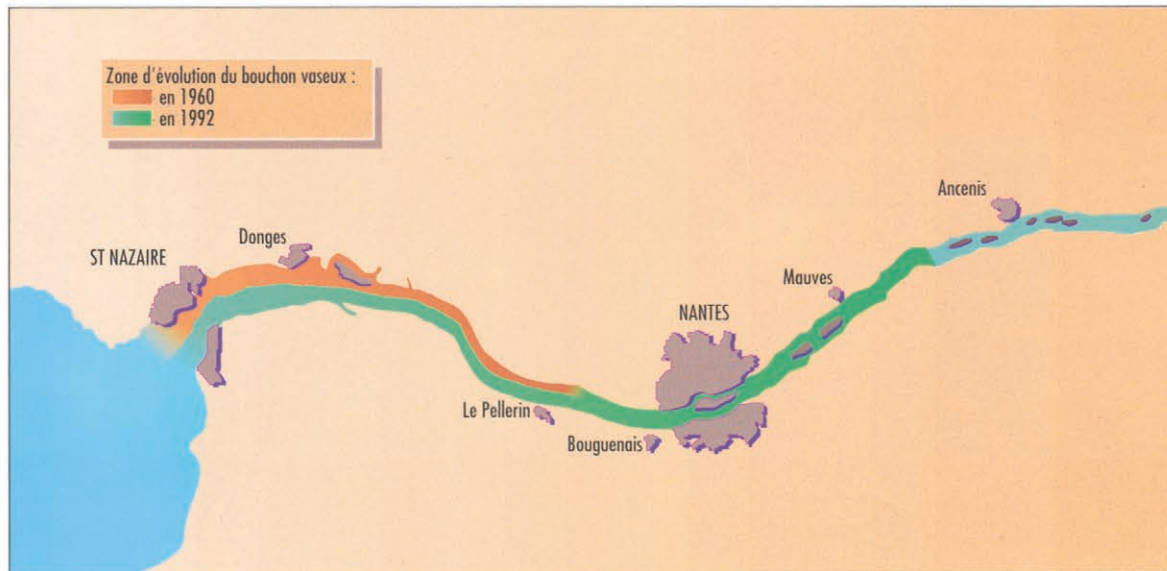 Zone d'évolution du bouchon vaseux :
en 1960
en 1992
Ancenis
Donges
ST NAZAIRE
Mauves
NANTES
Le Pellerin
Bouguenais